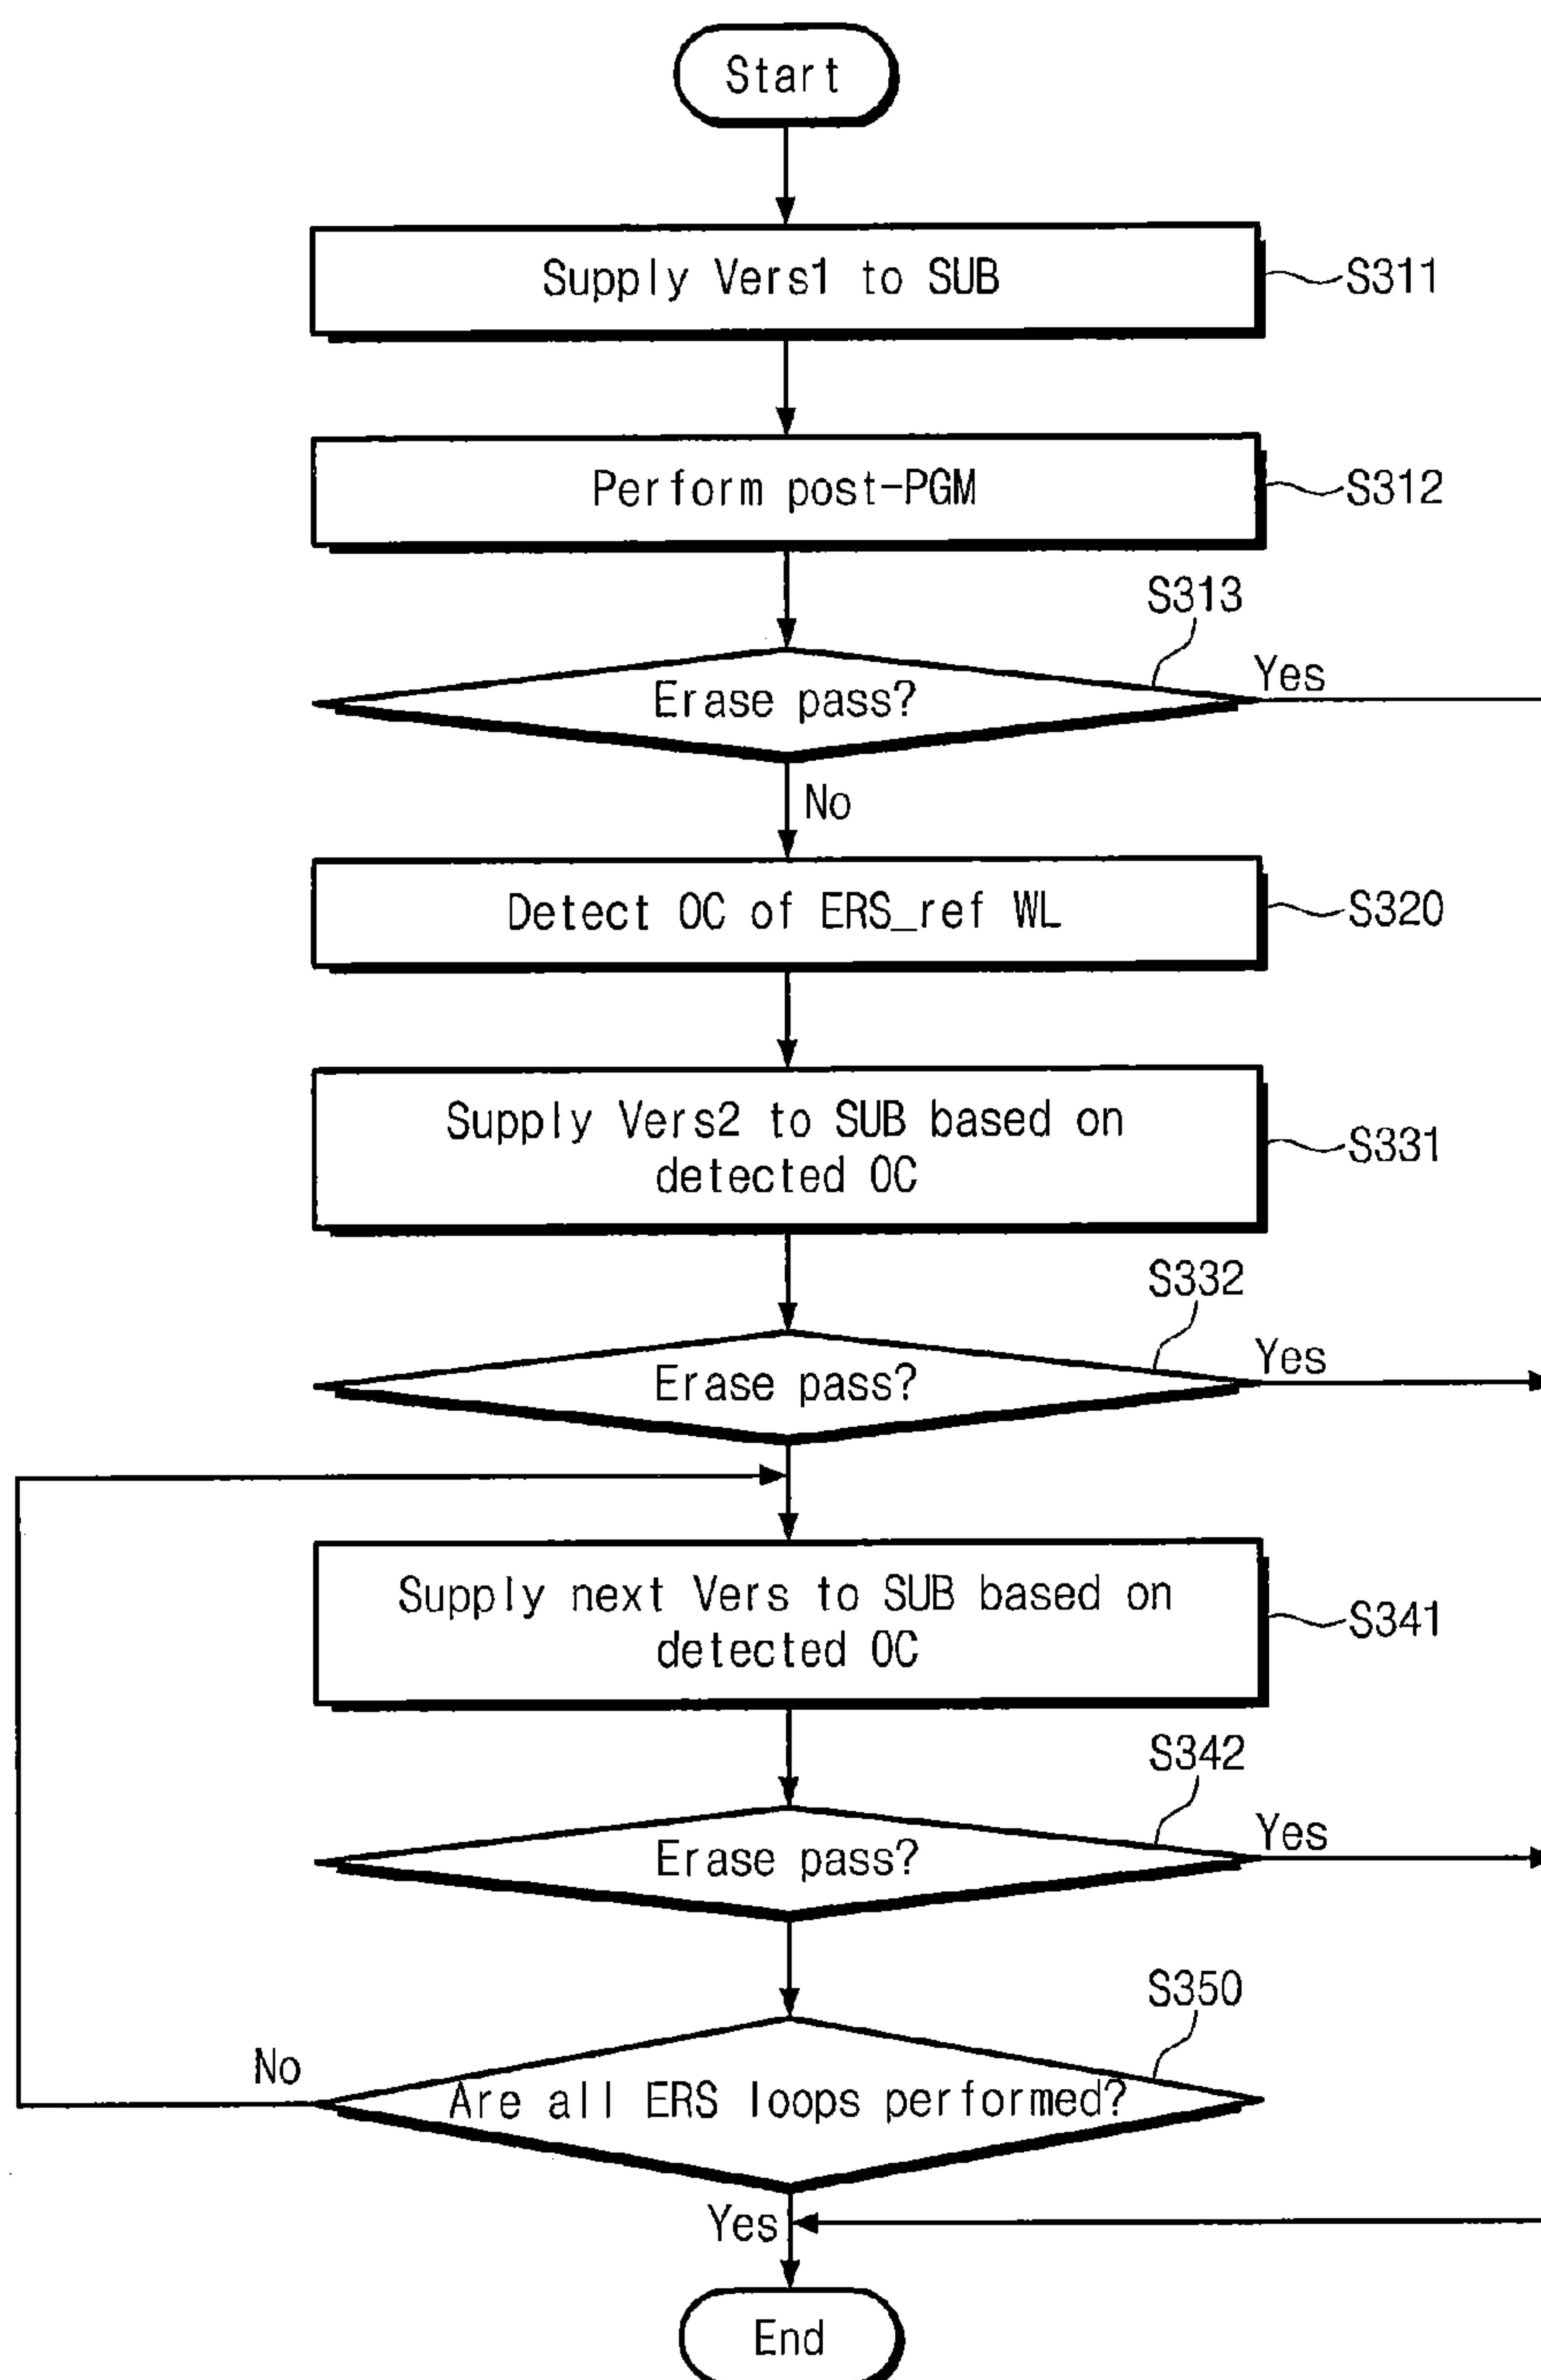 Start
Supply Vers1 to SUB
S311
Perform post-PGM
S312
S313
Erase pass?
Yes
No
Detect OC of ERS_ref WL
S320
Supply Vers2 to SUB based on
detected OC
S331
S332
Erase pass?
Yes
Supply next Vers to SUB based on
detected OC
S341
S342
Erase pass?
Yes
S350
No
Are all ERS loops performed?
Yes
End